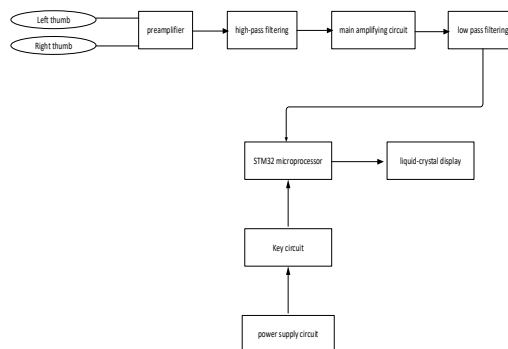 Left thumb
Right thumb
preamplifier
high-pass filtering
main amplifying circuit
low pass filtering
STM32 microprocessor
liquid-crystal display
Key circuit
power supply circuit